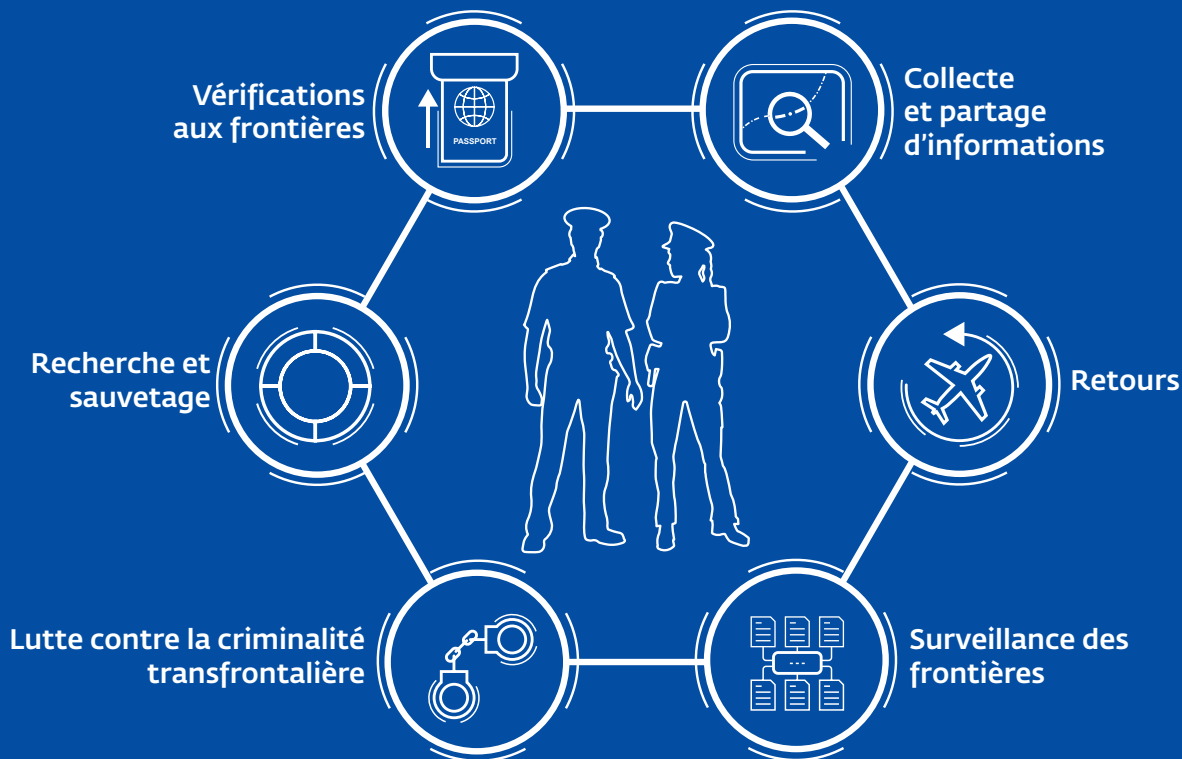 Vérifications
aux frontières
PASSPORT
Collecte
et partage
d'informations
Recherche et
sauvetage
Retours
Lutte contre la criminalité
transfrontalière
Surveillance des
frontières